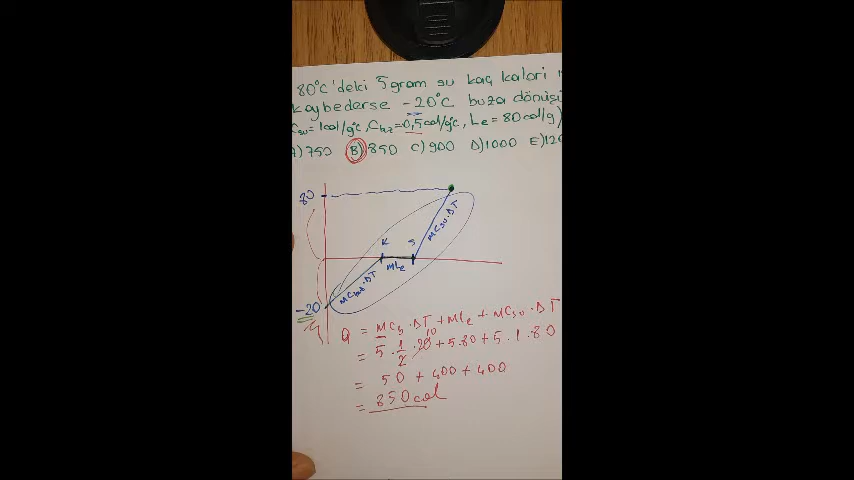 80°C'deki 5gram su kaç kalori ı
kaybederse -20°C buza dönüşü
Csu=1cal/g°C, Cbuz=0,5cal/g°C, Le=80cal/g)
A)750 B)850 C)900 D)1000 E)120
80
K S
mCsu.ΔT
mLe
mCbuz.ΔT
-20
Q = mCb.ΔT+mLe+mCsu.ΔT
= 5.1/2.20 10+5.80+5.1.80
= 50+400+400
= 850cal